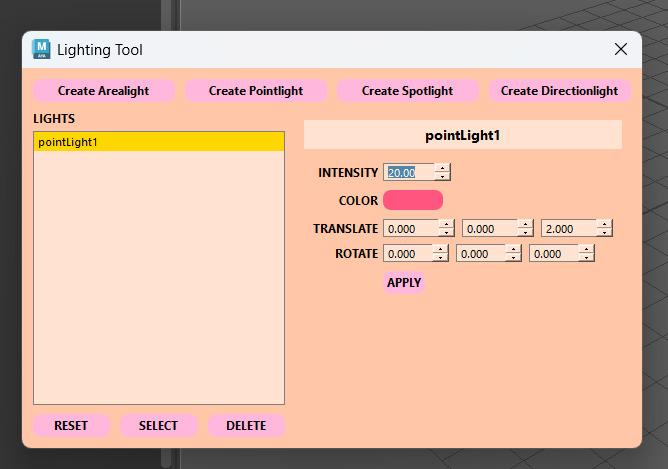 Lighting Tool
Create Arealight
Create Pointlight
Create Spotlight
Create Directionlight
LIGHTS
pointLight1
pointLight1
INTENSITY 20.00
COLOR
TRANSLATE 0.000 0.000 2.000
ROTATE 0.000 0.000 0.000
APPLY
RESET
SELECT
DELETE